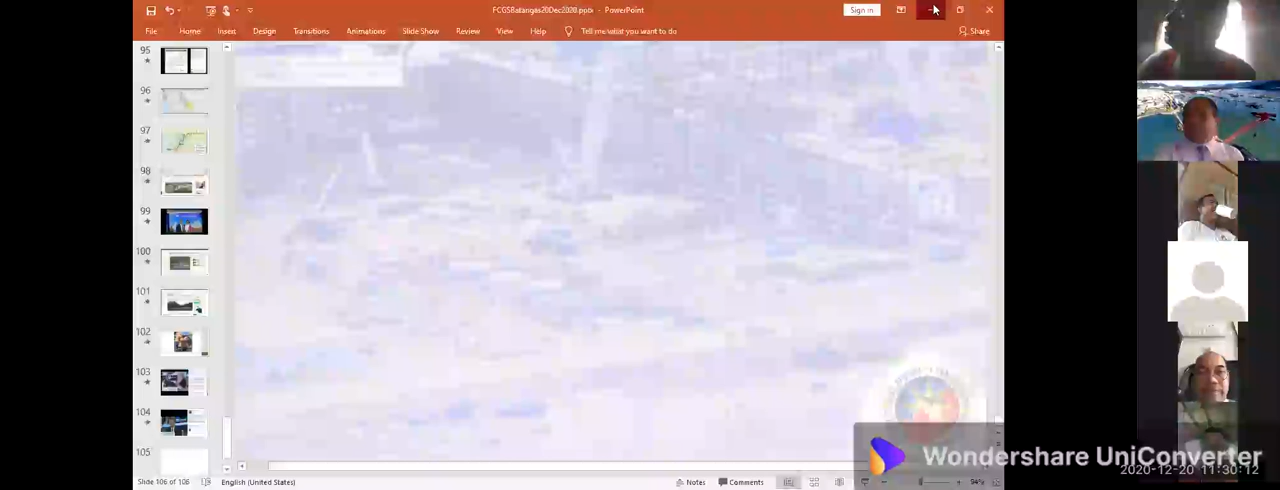 FCGSBatangas20Dec2020.pptx - PowerPoint
Sign in
File Home Insert Design Transitions Animations Slide Show Review View Help Tell me what you want to do
Share
95
96
97
98
99
100
101
102
103
104
105
Wondershare UniConverter
2020-12-20 11:30:12
Slide 106 of 106 English (United States) Notes Comments 94%